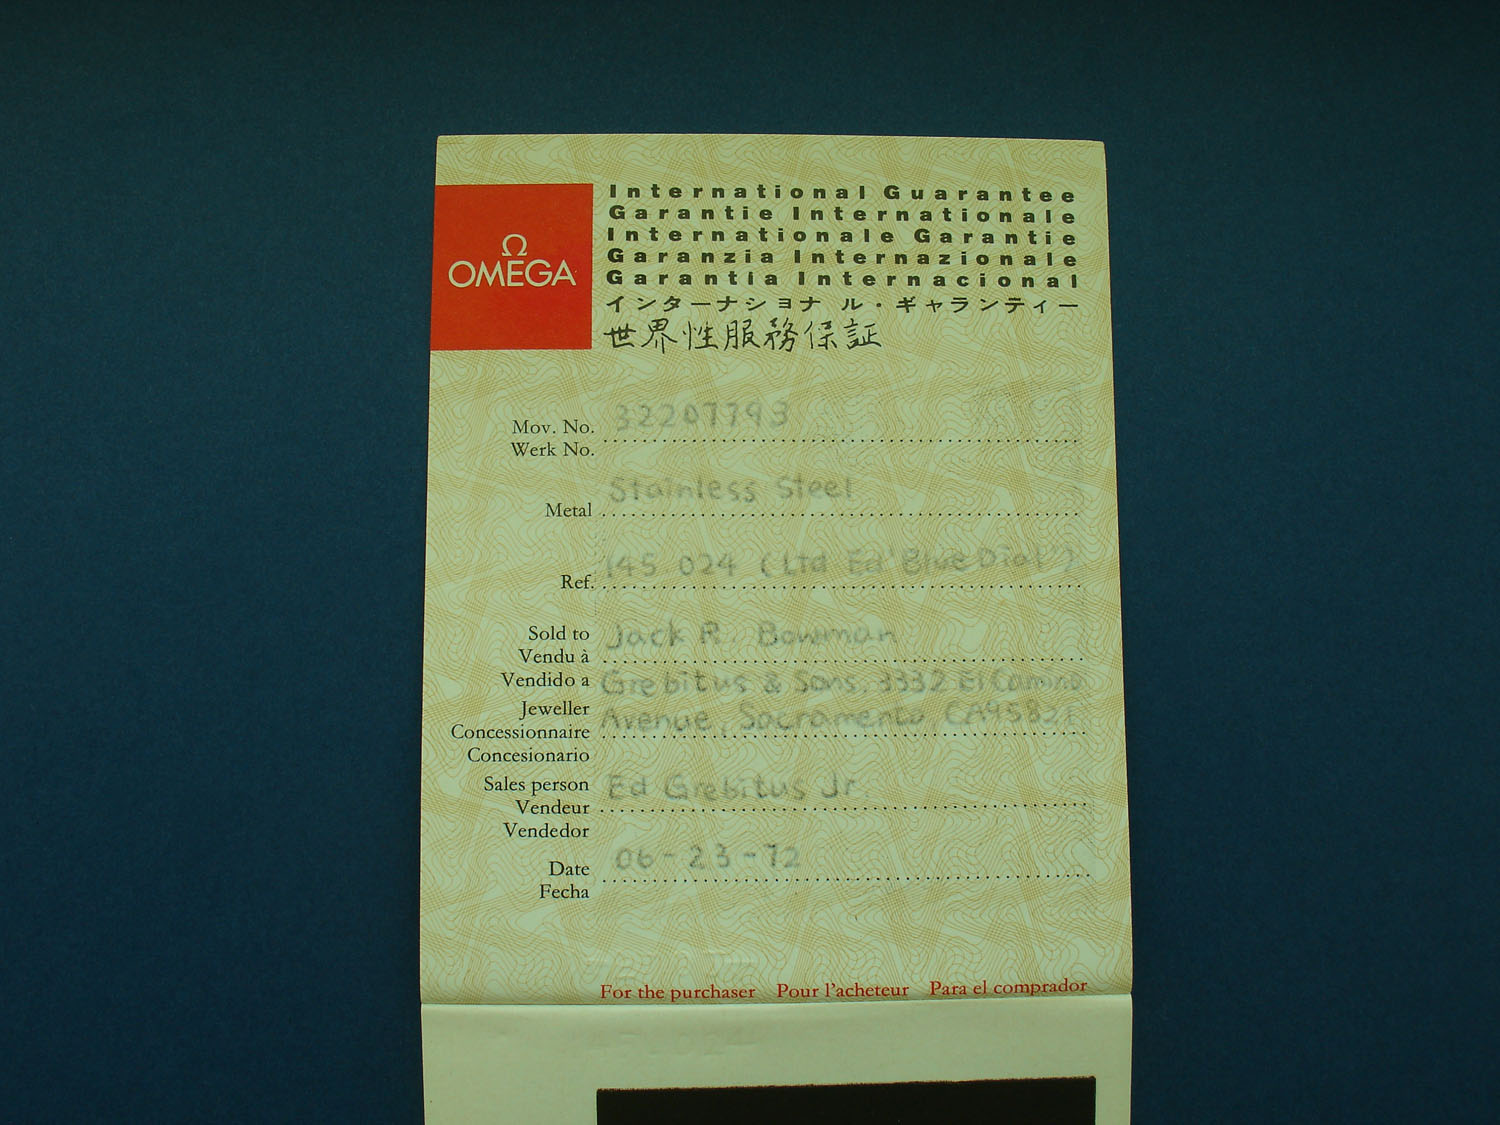 Ω
OMEGA
International Guarantee
Garantie Internationale
Internationale Garantie
Garanzia Internazionale
Garantia Internacional
インターナショナル・ギャランティー
世界性服務保証
Mov. No. 32207793
Werk No.
Metal Stainless Steel
Ref. 145 024 (Ltd Ed "Blue Dial")
Sold to Jack R. Bowman
Vendu à
Vendido a Grebitus & Sons, 3332 El Camino
Jeweller Avenue, Sacramento, CA95821
Concessionnaire
Concesionario
Sales person Ed Grebitus Jr.
Vendeur
Vendedor
Date 06-23-72
Fecha
For the purchaser Pour l'acheteur Para el comprador